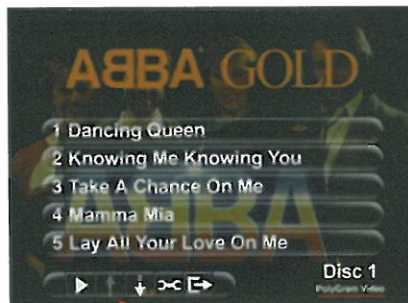 ABBA GOLD
1 Dancing Queen
2 Knowing Me Knowing You
3 Take A Chance On Me
4 Mamma Mia
5 Lay All Your Love On Me
ABBA
Disc 1
PolyGram Video